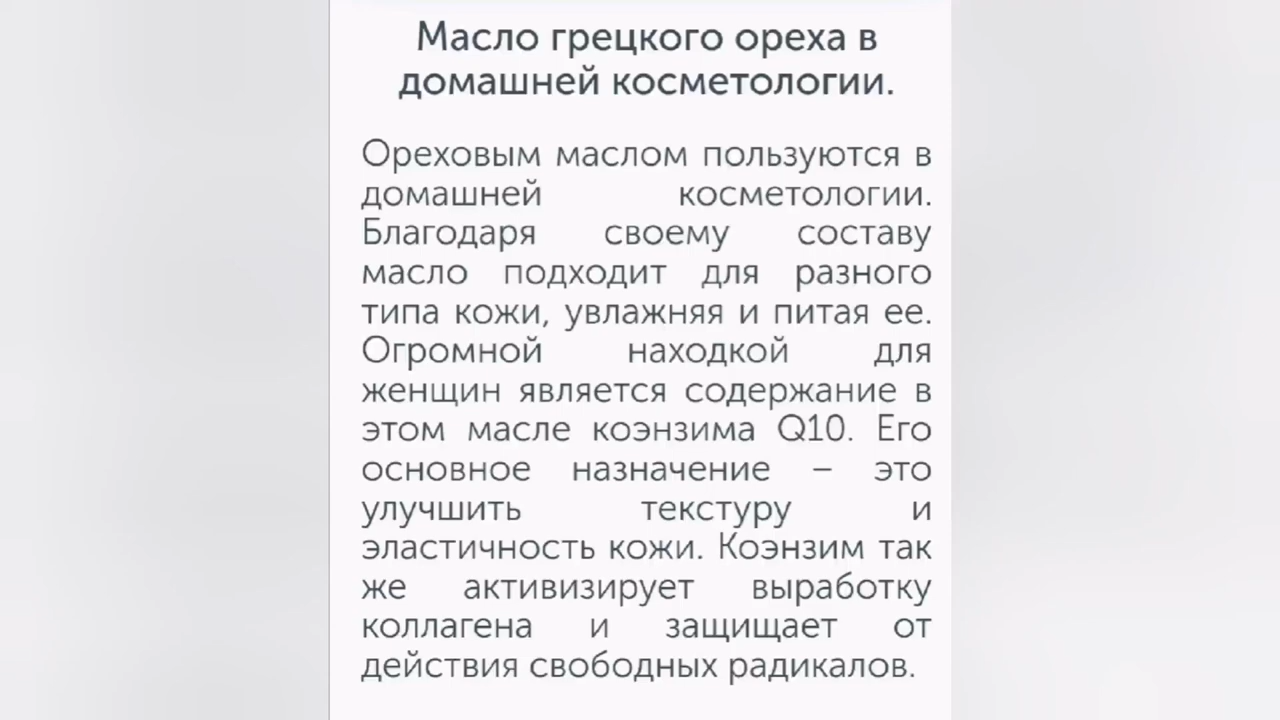 Масло грецкого ореха в
домашней косметологии.
Ореховым маслом пользуются в
домашней косметологии.
Благодаря своему составу
масло подходит для разного
типа кожи, увлажняя и питая ее.
Огромной находкой для
женщин является содержание в
этом масле коэнзима Q10. Его
основное назначение – это
улучшить текстуру и
эластичность кожи. Коэнзим так
же активизирует выработку
коллагена и защищает от
действия свободных радикалов.